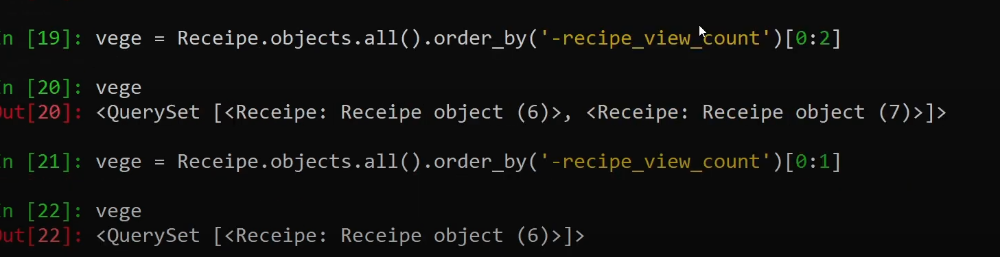 n [19]: vege = Receipe.objects.all().order_by('-recipe_view_count')[0:2]
n [20]: vege
ut[20]: <QuerySet [<Receipe: Receipe object (6)>, <Receipe: Receipe object (7)>]>
n [21]: vege = Receipe.objects.all().order_by('-recipe_view_count')[0:1]
n [22]: vege
ut[22]: <QuerySet [<Receipe: Receipe object (6)>]>